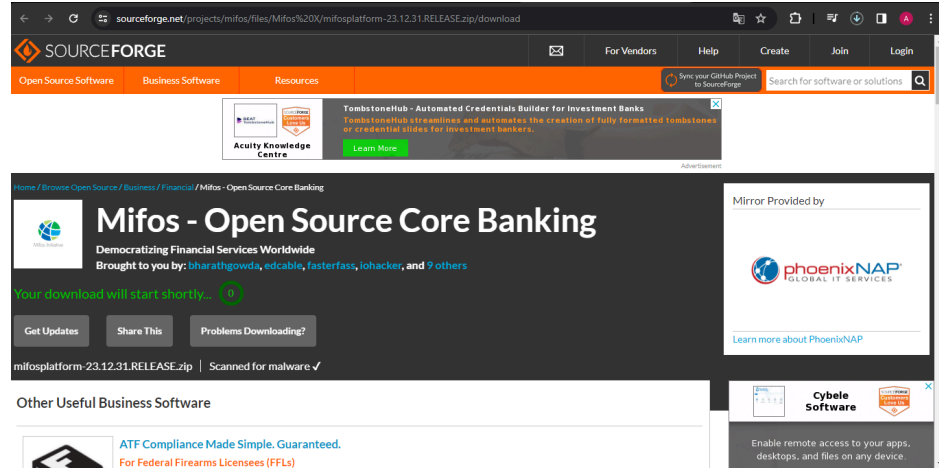 sourceforge.net/projects/mifos/files/Mifos%20X/mifosplatform-23.12.31.RELEASE.zip/download
A
SOURCEFORGE
For Vendors
Help
Create
Join
Login
Open Source Software
Business Software
Resources
Sync your GitHub Project
to SourceForge
Search for software or solutions
TombstoneHub - Automated Credentials Builder for Investment Banks
TombstoneHub streamlines and automates the creation of fully formatted tombstones
or credential slides for investment bankers.
Acuity Knowledge
Centre
Learn More
Advertisement
Home / Browse Open Source / Business / Financial / Mifos - Open Source Core Banking
Mifos - Open Source Core Banking
Democratizing Financial Services Worldwide
Brought to you by: bharathgowda, edcable, fasterfass, iohacker, and 9 others
Your download will start shortly... 0
Get Updates
Share This
Problems Downloading?
mifosplatform-23.12.31.RELEASE.zip | Scanned for malware ✓
Mirror Provided by
phoenixNAP
GLOBAL IT SERVICES
Learn more about PhoenixNAP
Other Useful Business Software
ATF Compliance Made Simple. Guaranteed.
For Federal Firearms Licensees (FFLs)
Cybele
Software
Enable remote access to your apps,
desktops, and files on any device.